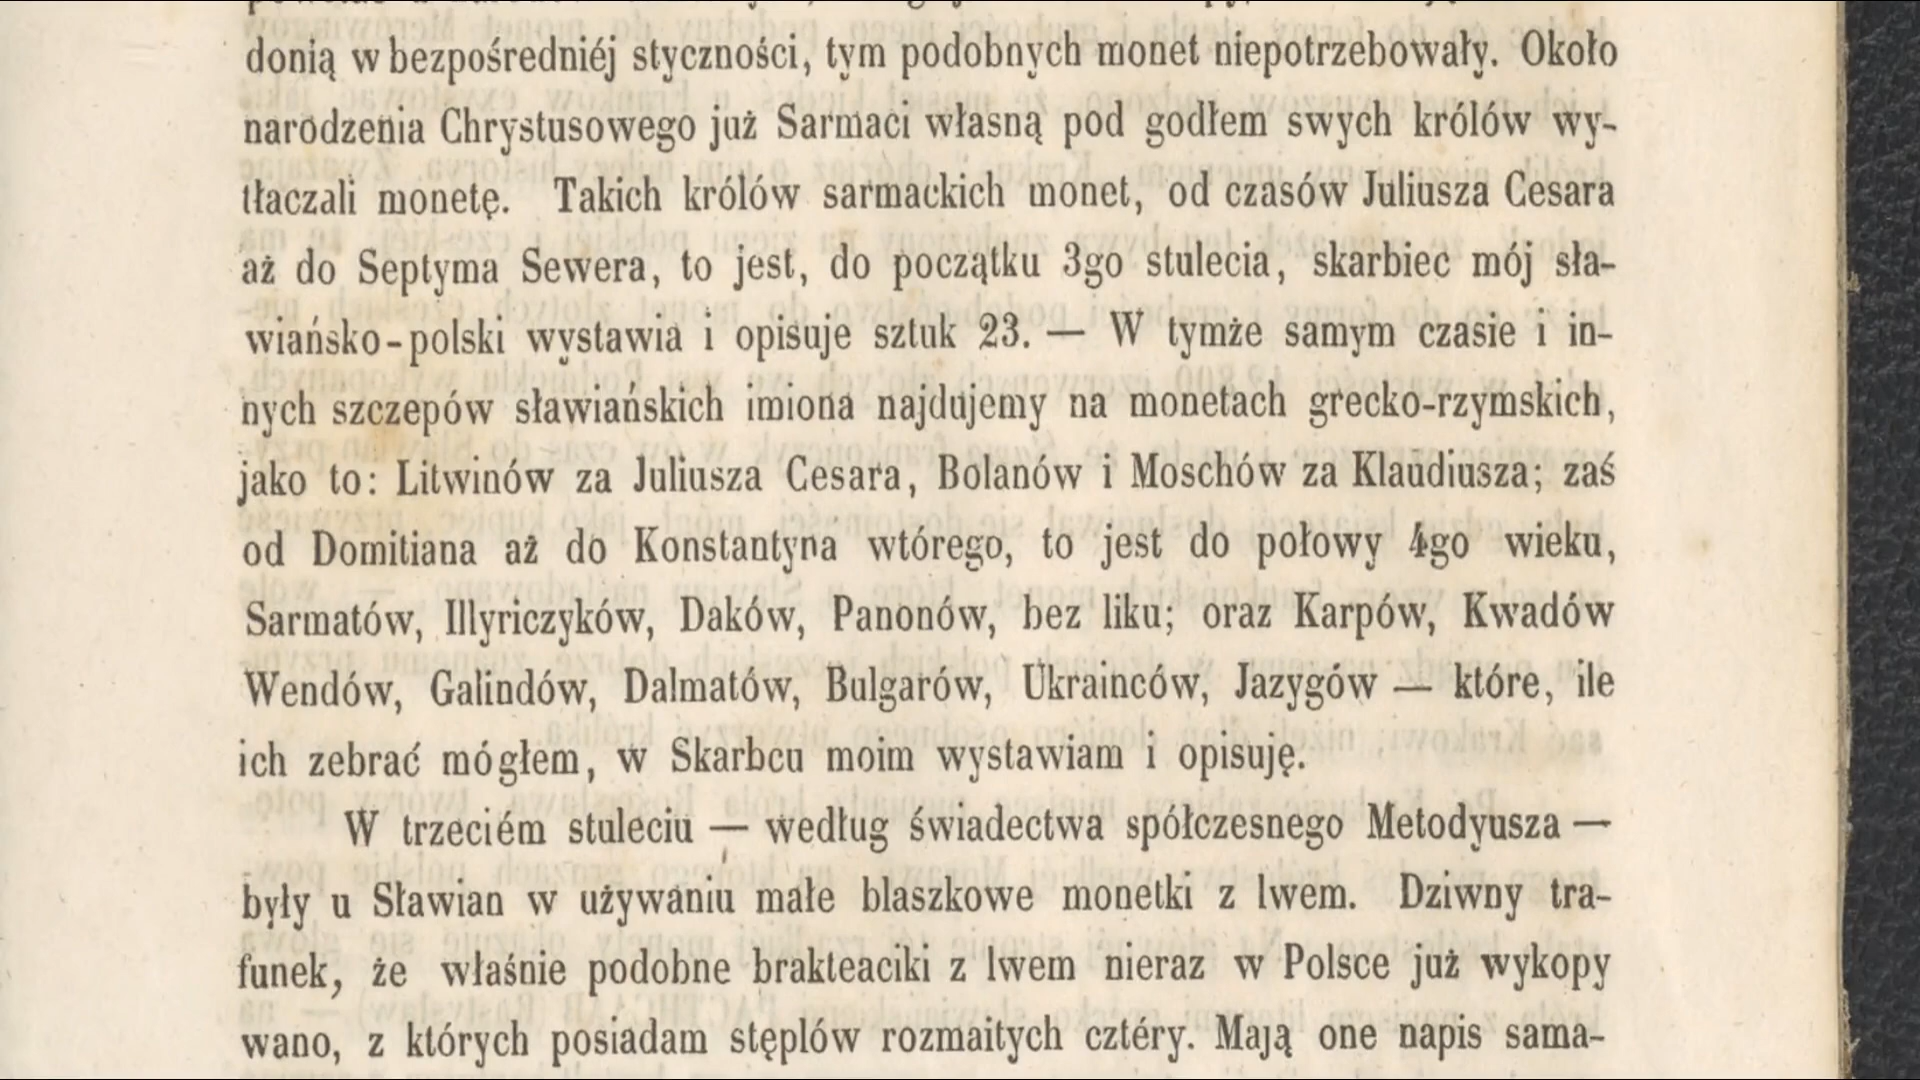 donią w bezpośredniéj styczności, tym podobnych monet niepotrzebowały. Około
narodzenia Chrystusowego już Sarmaci własną pod godłem swych królów wy-
tłaczali monetę. Takich królów sarmackich monet, od czasów Juliusza Cesara
aż do Septyma Sewera, to jest, do początku 3go stulecia, skarbiec mój sła-
wiańsko-polski wystawia i opisuje sztuk 23. — W tymże samym czasie i in-
nych szczepów sławiańskich imiona najdujemy na monetach grecko-rzymskich,
jako to: Litwinów za Juliusza Cesara, Bolanów i Moschów za Klaudiusza; zaś
od Domitiana aż do Konstantyna wtórego, to jest do połowy 4go wieku,
Sarmatów, Illyriczyków, Daków, Panonów, bez liku; oraz Karpów, Kwadów
Wendów, Galindów, Dalmatów, Bulgarów, Ukrainców, Jazygów — które, ile
ich zebrać mógłem, w Skarbcu moim wystawiam i opisuję.
W trzeciém stuleciu — według świadectwa spółczesnego Metodyusza —
były u Sławian w używaniu małe blaszkowe monetki z lwem. Dziwny tra-
funek, że właśnie podobne brakteaciki z lwem nieraz w Polsce już wykopy
wano, z których posiadam stęplów rozmaitych cztéry. Mają one napis sama-